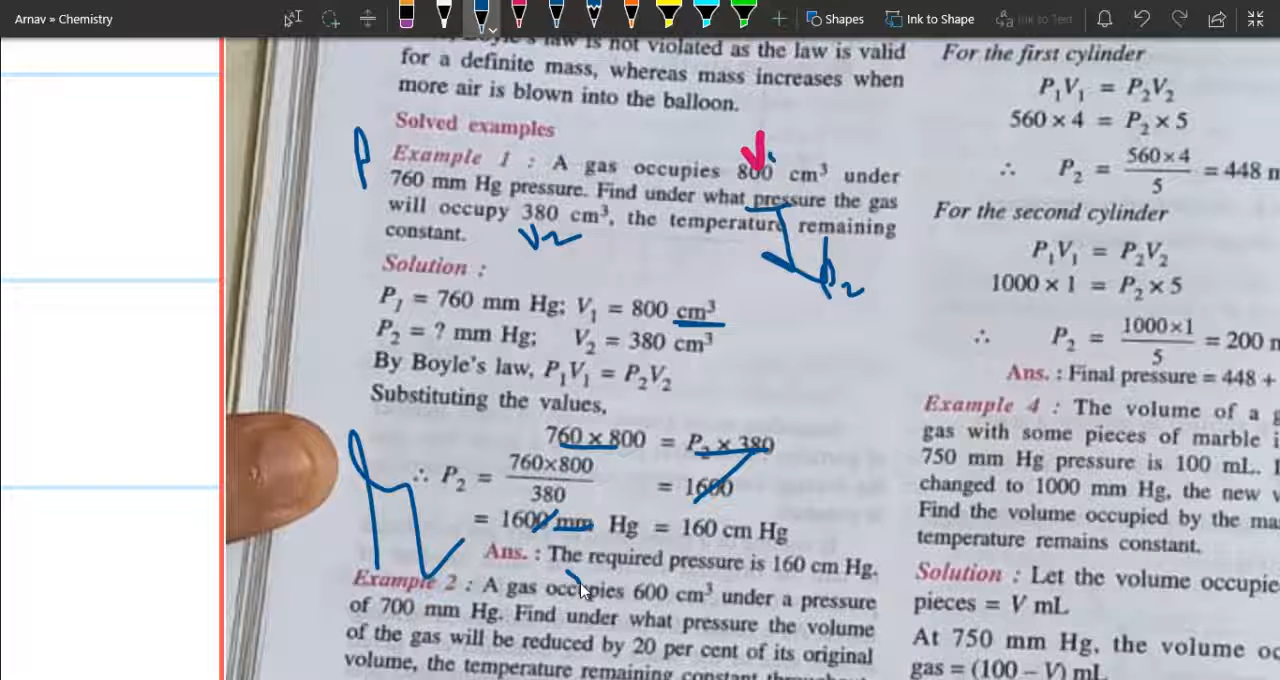 Arnav » Chemistry
Shapes
Ink to Shape
Ink to Text
Boyle's law is not violated as the law is valid
for a definite mass, whereas mass increases when
more air is blown into the balloon.
Solved examples
P
V1
Example 1 : A gas occupies 800 cm³ under
760 mm Hg pressure. Find under what pressure the gas
will occupy 380 cm³, the temperature remaining
constant.
V2
P2
Solution :
P₁ = 760 mm Hg; V₁ = 800 cm³
P₂ = ? mm Hg; V₂ = 380 cm³
By Boyle's law, P₁V₁ = P₂V₂
Substituting the values,
760 × 800 = P₂ × 380
∴ P₂ = 760×800 / 380 = 1600
= 1600 mm Hg = 160 cm Hg
Ans. : The required pressure is 160 cm Hg.
Example 2 : A gas occupies 600 cm³ under a pressure
of 700 mm Hg. Find under what pressure the volume
of the gas will be reduced by 20 per cent of its original
volume, the temperature remaining constant
For the first cylinder
P₁V₁ = P₂V₂
560 × 4 = P₂ × 5
∴ P₂ = 560×4 / 5 = 448
For the second cylinder
P₁V₁ = P₂V₂
1000 × 1 = P₂ × 5
∴ P₂ = 1000×1 / 5 = 200
Ans. : Final pressure = 448 +
Example 4 : The volume of a
gas with some pieces of marble
750 mm Hg pressure is 100 mL.
changed to 1000 mm Hg, the new
Find the volume occupied by the
temperature remains constant.
Solution : Let the volume
pieces = V mL
At 750 mm Hg, the volume
gas = (100 – V) mL